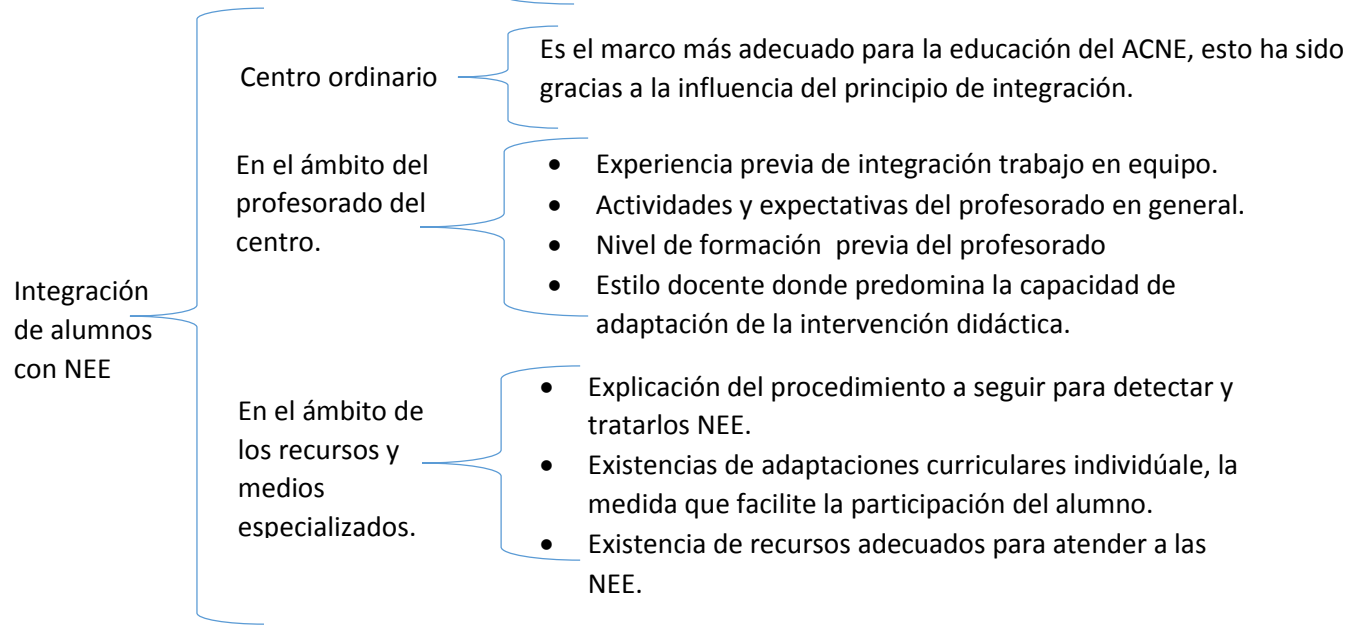 Integración
de alumnos
con NEE
Centro ordinario
Es el marco más adecuado para la educación del ACNE, esto ha sido
gracias a la influencia del principio de integración.
En el ámbito del
profesorado del
centro.
• Experiencia previa de integración trabajo en equipo.
• Actividades y expectativas del profesorado en general.
• Nivel de formación previa del profesorado
• Estilo docente donde predomina la capacidad de
adaptación de la intervención didáctica.
En el ámbito de
los recursos y
medios
especializados.
• Explicación del procedimiento a seguir para detectar y
tratarlos NEE.
• Existencias de adaptaciones curriculares individúale, la
medida que facilite la participación del alumno.
• Existencia de recursos adecuados para atender a las
NEE.